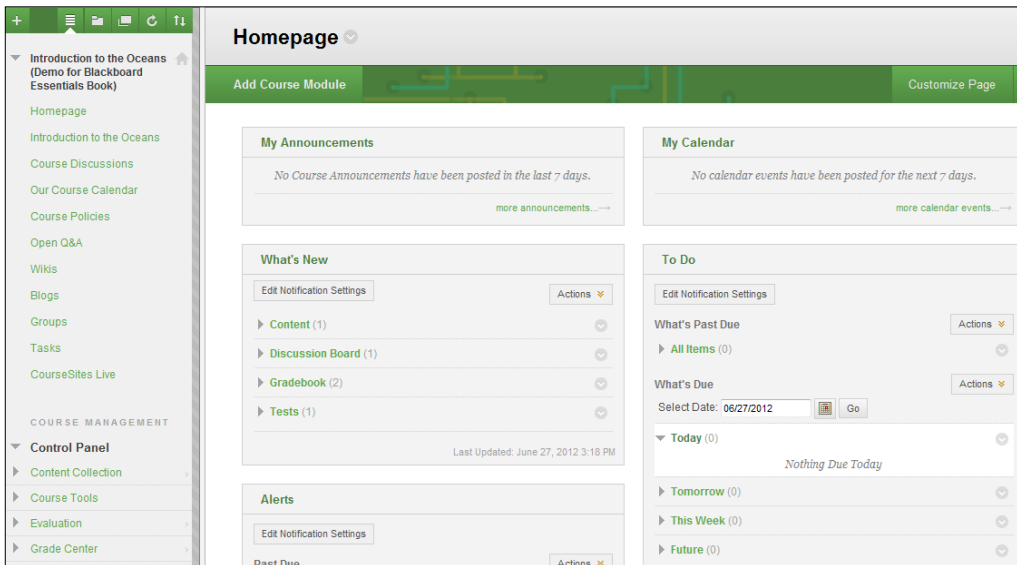 Introduction to the Oceans
(Demo for Blackboard
Essentials Book)
Homepage
Introduction to the Oceans
Course Discussions
Our Course Calendar
Course Policies
Open Q&A
Wikis
Blogs
Groups
Tasks
CourseSites Live
COURSE MANAGEMENT
Control Panel
Content Collection
Course Tools
Evaluation
Grade Center
Homepage
Add Course Module
Customize Page
My Announcements
No Course Announcements have been posted in the last 7 days.
more announcements...
What's New
Edit Notification Settings
Actions
Content (1)
Discussion Board (1)
Gradebook (2)
Tests (1)
Last Updated: June 27, 2012 3:18 PM
Alerts
Edit Notification Settings
Past Due
Actions
My Calendar
No calendar events have been posted for the next 7 days.
more calendar events...
To Do
Edit Notification Settings
What's Past Due
Actions
All Items (0)
What's Due
Actions
Select Date: 06/27/2012 Go
Today (0)
Nothing Due Today
Tomorrow (0)
This Week (0)
Future (0)